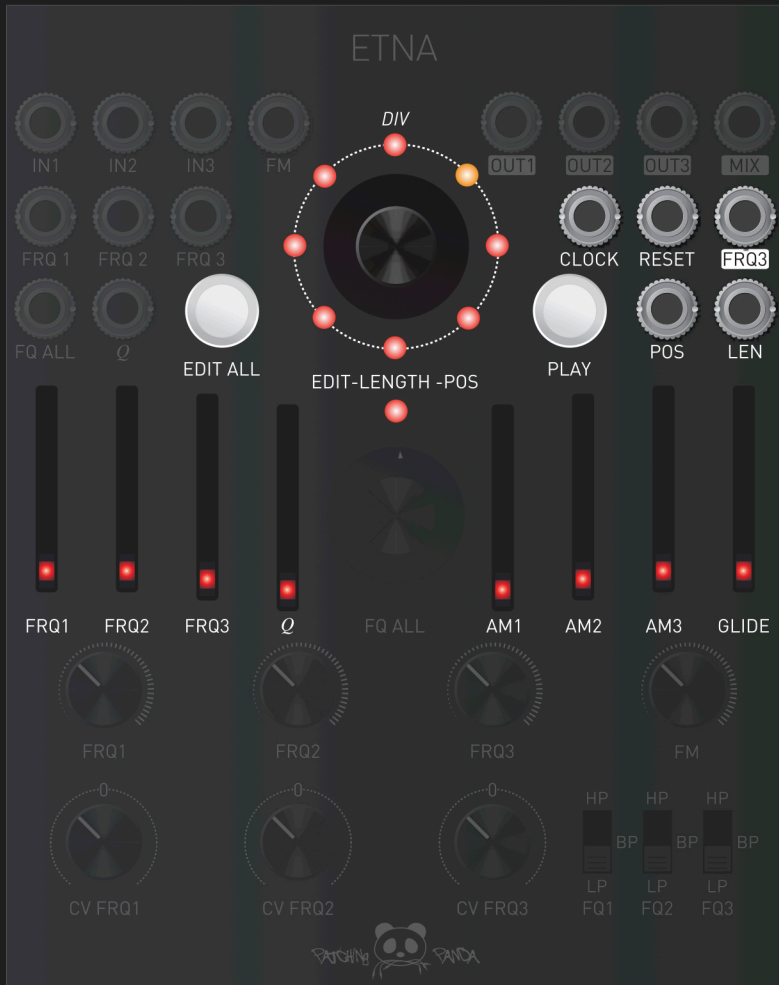 ETNA
DIV
IN1 IN2 IN3 FM OUT1 OUT2 OUT3 MIX
FRQ 1 FRQ 2 FRQ 3 CLOCK RESET FRQ3
FQ ALL Q POS LEN
EDIT ALL PLAY
EDIT-LENGTH -POS
FRQ1 FRQ2 FRQ3 Q FQ ALL AM1 AM2 AM3 GLIDE
FRQ1 FRQ2 FRQ3 FM
0 0 0 HP HP HP
BP BP BP
LP LP LP
CV FRQ1 CV FRQ2 CV FRQ3 FQ1 FQ2 FQ3
PATCHING PANDA